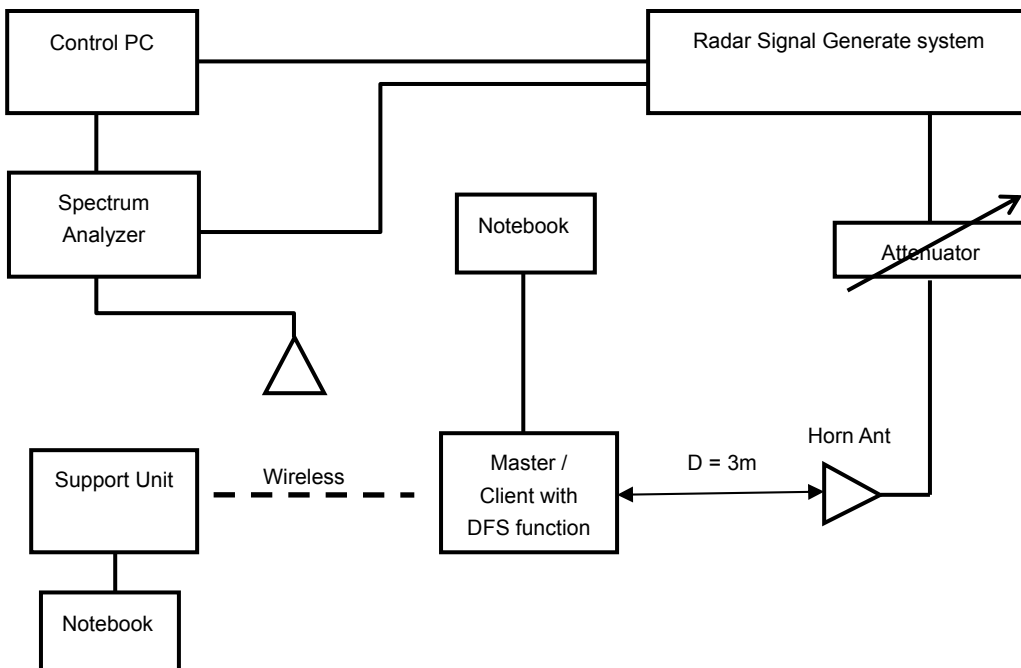 Control PC
Radar Signal Generate system
Spectrum
Analyzer
Notebook
Attenuator
Horn Ant
Support Unit
Wireless
Master /
Client with
DFS function
D = 3m
Notebook